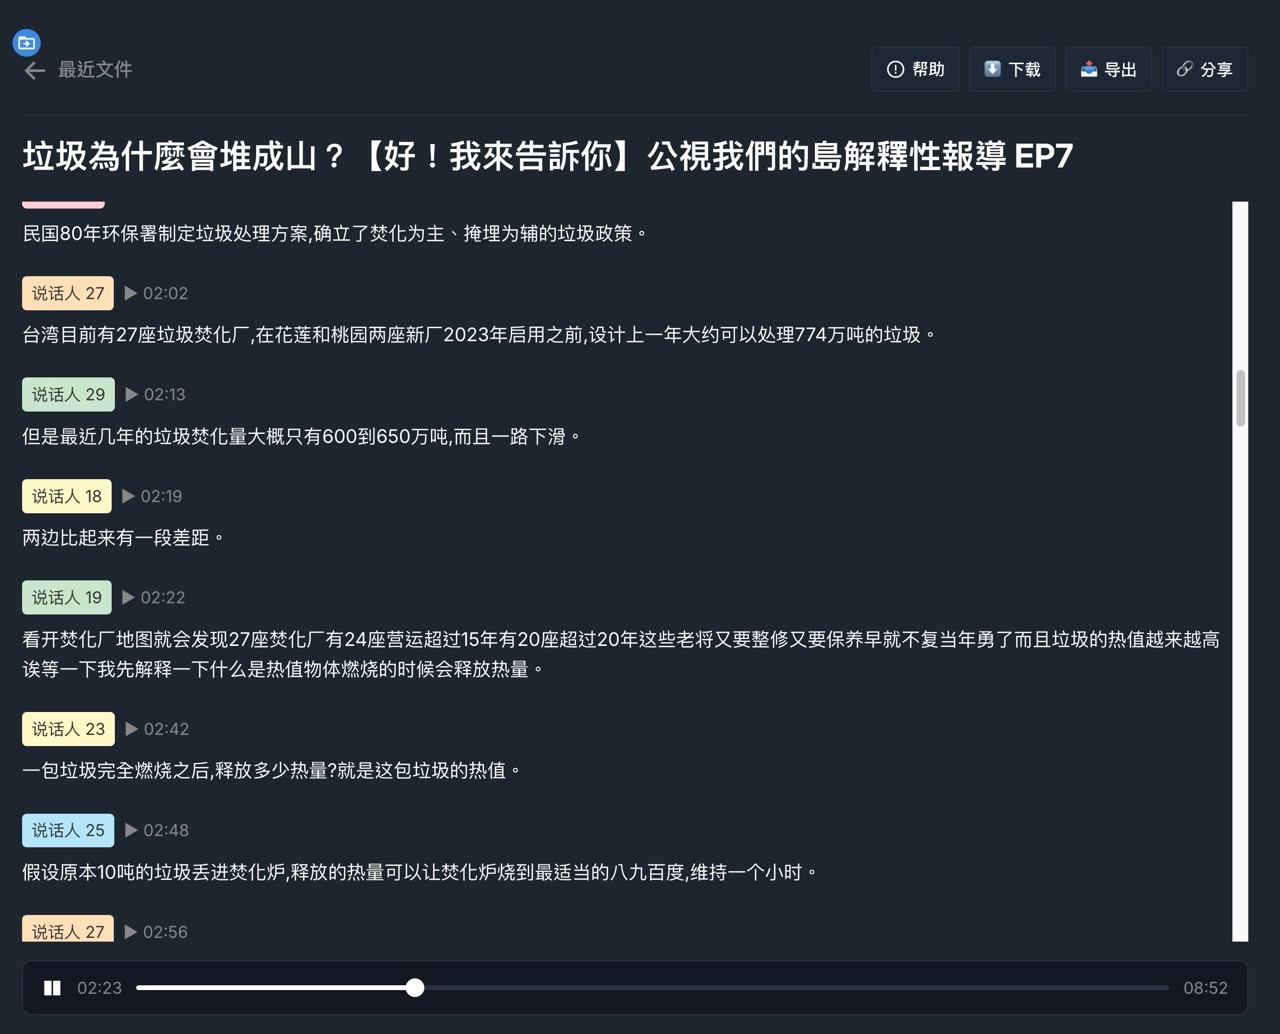 最近文件
帮助
下载
导出
分享
垃圾為什麼會堆成山？【好！我來告訴你】公視我們的島解釋性報導 EP7
民国80年环保署制定垃圾处理方案,确立了焚化为主、掩埋为辅的垃圾政策。
说话人 27 02:02
台湾目前有27座垃圾焚化厂,在花莲和桃园两座新厂2023年启用之前,设计上一年大约可以处理774万吨的垃圾。
说话人 29 02:13
但是最近几年的垃圾焚化量大概只有600到650万吨,而且一路下滑。
说话人 18 02:19
两边比起来有一段差距。
说话人 19 02:22
看开焚化厂地图就会发现27座焚化厂有24座营运超过15年有20座超过20年这些老将又要整修又要保养早就不复当年勇了而且垃圾的热值越来越高
诶等一下我先解释一下什么是热值物体燃烧的时候会释放热量。
说话人 23 02:42
一包垃圾完全燃烧之后,释放多少热量?就是这包垃圾的热值。
说话人 25 02:48
假设原本10吨的垃圾丢进焚化炉,释放的热量可以让焚化炉烧到最适当的八九百度,维持一个小时。
说话人 27 02:56
02:23 08:52